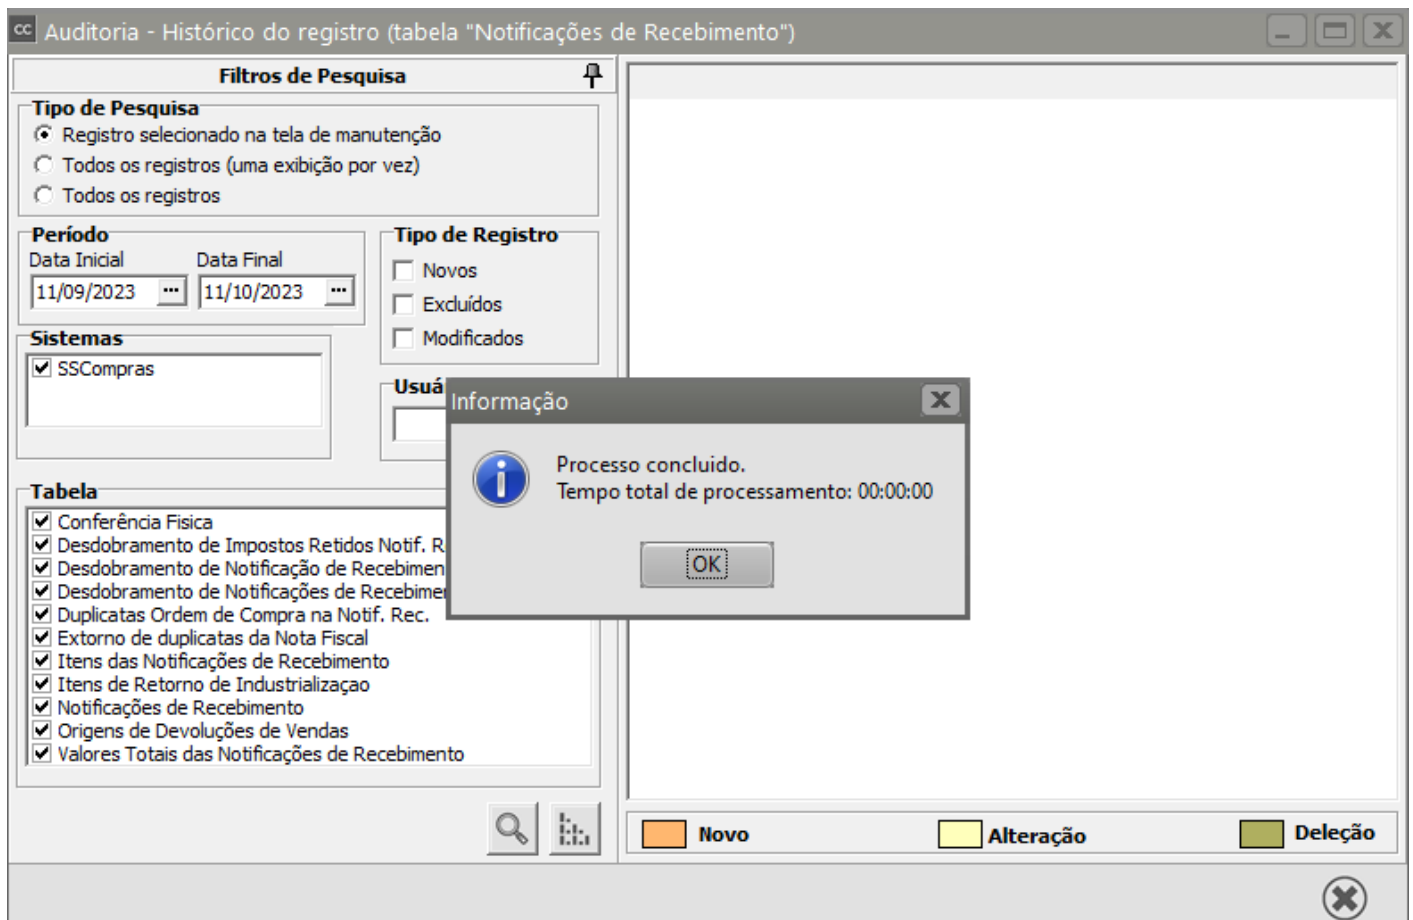 cc Auditoria - Histórico do registro (tabela "Notificações de Recebimento")
Filtros de Pesquisa
Tipo de Pesquisa
Registro selecionado na tela de manutenção
Todos os registros (uma exibição por vez)
Todos os registros
Período
Data Inicial Data Final
11/09/2023 ... 11/10/2023 ...
Tipo de Registro
Novos
Excluídos
Modificados
Sistemas
SSCompras
Usuá
Informação
Processo concluido.
Tempo total de processamento: 00:00:00
OK
Tabela
Conferência Fisica
Desdobramento de Impostos Retidos Notif. R
Desdobramento de Notificação de Recebimen
Desdobramento de Notificações de Recebime
Duplicatas Ordem de Compra na Notif. Rec.
Extorno de duplicatas da Nota Fiscal
Itens das Notificações de Recebimento
Itens de Retorno de Industrializaçao
Notificações de Recebimento
Origens de Devoluções de Vendas
Valores Totais das Notificações de Recebimento
Novo Alteração Deleção